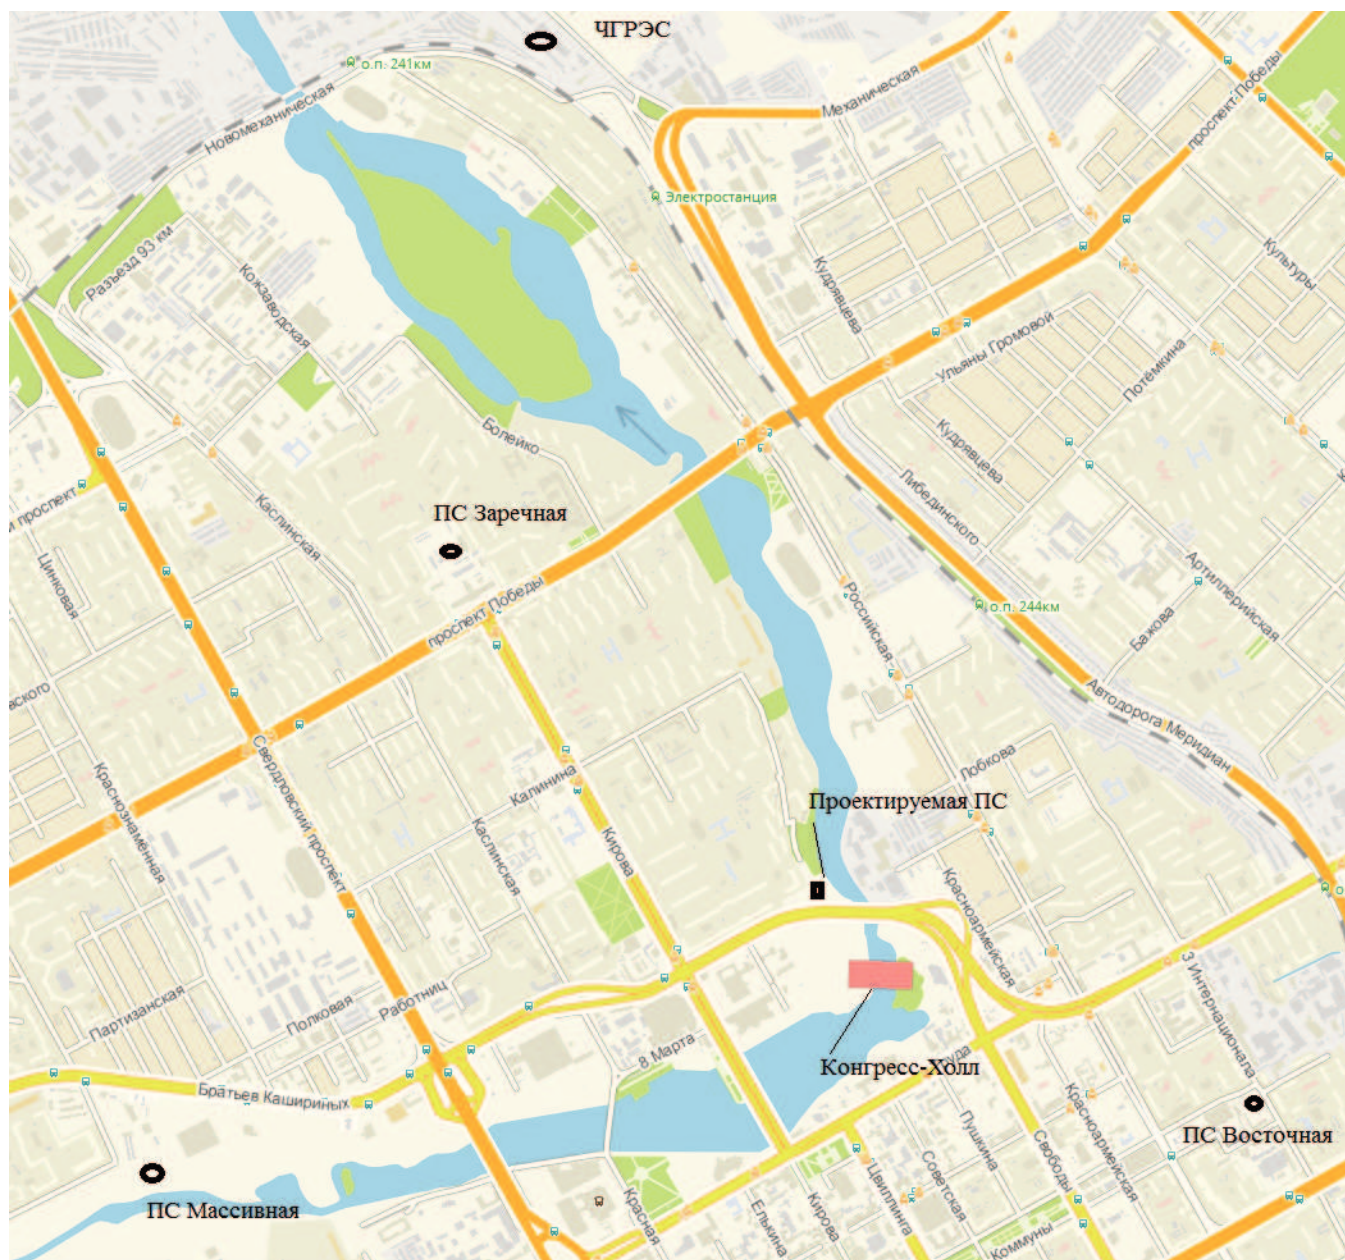 ЧГРЭС
о.п. 241км
Новомеханическая
Механическая
проспект Победы
Электростанция
Разъезд 93 км
Кожзаводская
Кудрявцева
Культуры
Ульяны Громовой
Потёмкина
Болейко
Кудрявцева
Либединского
й проспект
Каслинская
ПС Заречная
Цинковая
Артиллерийская
проспект Победы
Российская
о.п. 244км
Бажова
вского
Автодорога Меридиан
Свердловский проспект
Краснознаменная
Калинина
Лобкова
Проектируемая ПС
Каслинская
Кирова
Красноармейская
3 Интернационала
Партизанская
Полковая
Работниц
8 Марта
Труда
Конгресс-Холл
Братьев Кашириных
ПС Восточная
Пушкина
Красноармейская
Свободы
Советская
Цвиллинга
ПС Массивная
Красная
Елькина
Кирова
Коммуны